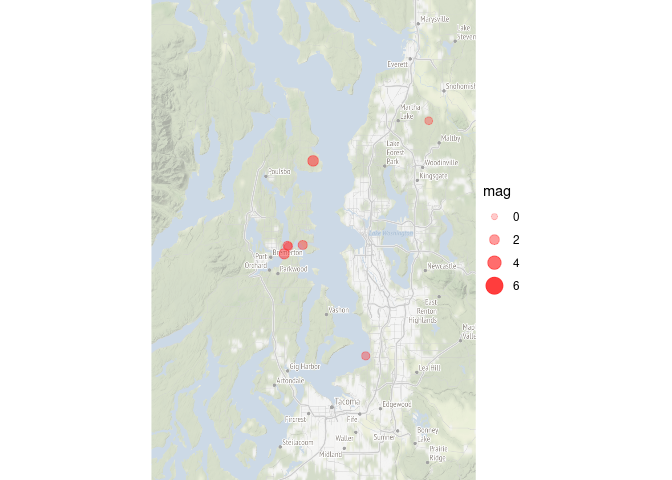 Marysville
Lake
Stevens
Everett
Snohomish
Martha
Lake
Maltby
Lake
Forest
Park
Woodinville
Poulsbo
Kingsgate
mag
0
Lake Washington
2
Port
Orchard
Bremerton
Parkwood
Newcastle
4
6
East
Renton
Highlands
Vashon
Maple
Valley
Gig Harbor
Lea Hill
Artondale
Tacoma
Edgewood
Fircrest
Fife
Waller
Sumner
Bonney
Lake
Steilacoom
Midland
Prairie
Ridge